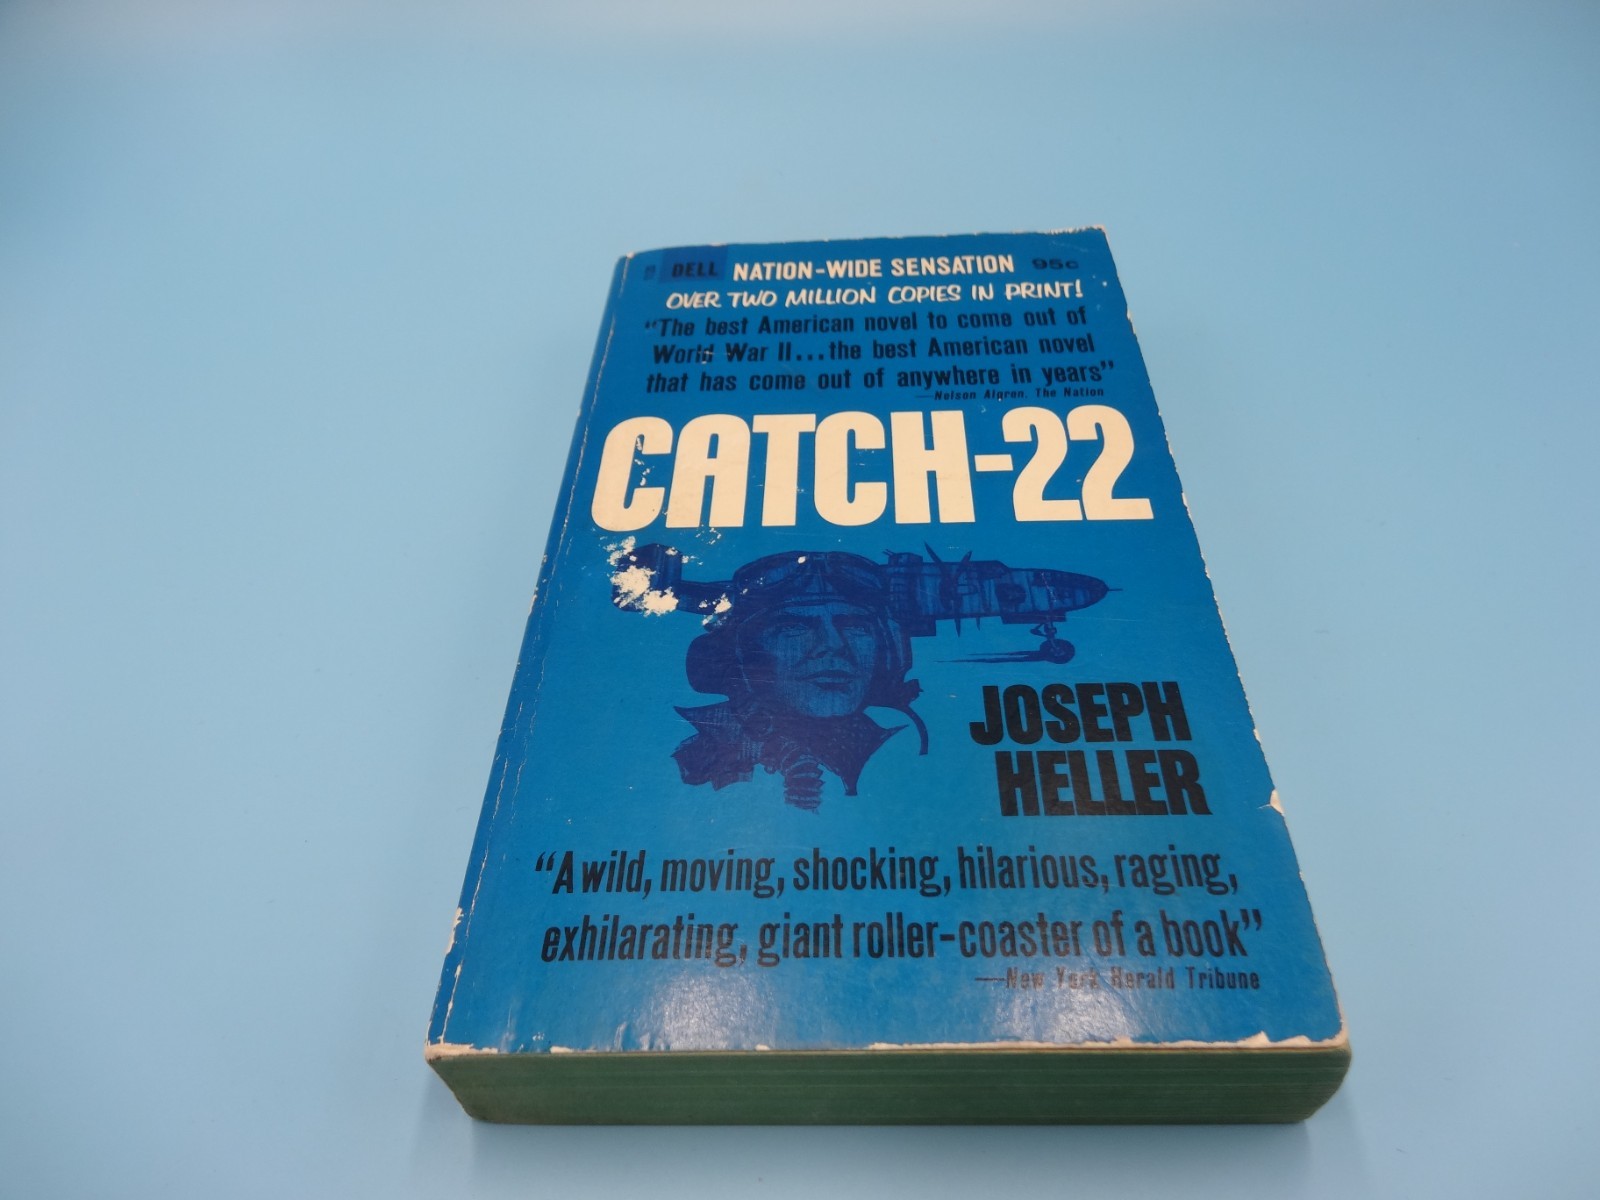 DELL NATION-WIDE SENSATION 95c
OVER TWO MILLION COPIES IN PRINT!
"The best American novel to come out of
World War II...the best American novel
that has come out of anywhere in years"
—Nelson Algren, The Nation
CATCH-22
JOSEPH
HELLER
"A wild, moving, shocking, hilarious, raging,
exhilarating, giant roller-coaster of a book"
—New York Herald Tribune